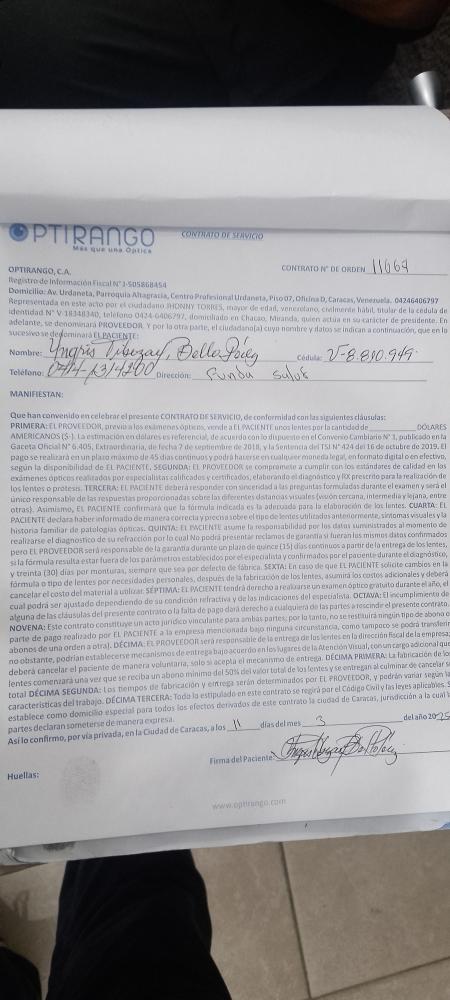 OPTIRANGO
Más que una Óptica
CONTRATO DE SERVICIO
OPTIRANGO, C.A.
CONTRATO N° DE ORDEN 11669
Registro de Información Fiscal N° J-505868454
Domicilio: Av. Urdaneta, Parroquia Altagracia, Centro Profesional Urdaneta, Piso 07, Oficina D, Caracas, Venezuela. 04246406797
Representada en este acto por el ciudadano JHONNY TORRES, mayor de edad, venezolano, civilmente hábil, titular de la cédula de
identidad N° V-18348340, teléfono 0424-6406797, domiciliado en Chacao, Miranda, quien actúa en su carácter de presidente. En
adelante, se denominará PROVEEDOR. Y por la otra parte, el ciudadano(a) cuyo nombre y datos se indican a continuación, que en lo
sucesivo se denominará EL PACIENTE:
Nombre: Yngris Páez Cédula: V-8.810.949.
Teléfono: Dirección: Funda salud
MANIFIESTAN:
Que han convenido en celebrar el presente CONTRATO DE SERVICIO, de conformidad con las siguientes cláusulas:
PRIMERA: EL PROVEEDOR, previo a los exámenes ópticos, vende a EL PACIENTE unos lentes por la cantidad de DÓLARES
AMERICANOS ($-). La estimación en dólares es referencial, de acuerdo con lo dispuesto en el Convenio Cambiario N° 1, publicado en la
Gaceta Oficial N° 6.405, Extraordinaria, de fecha 7 de septiembre de 2018, y la Sentencia del TSJ N° 424 del 16 de octubre de 2019. El
pago se realizará en un plazo máximo de 45 días continuos y podrá hacerse en cualquier moneda legal, en formato digital o en efectivo,
según la disponibilidad de EL PACIENTE. SEGUNDA: EL PROVEEDOR se compromete a cumplir con los estándares de calidad en los
exámenes ópticos realizados por especialistas calificados y certificados, elaborando el diagnóstico y RX prescrito para la realización de
los lentes o prótesis. TERCERA: EL PACIENTE deberá responder con sinceridad a las preguntas formuladas durante el examen y será el
único responsable de las respuestas proporcionadas sobre las diferentes distancias visuales (visión cercana, intermedia y lejana, entre
otras). Asimismo, EL PACIENTE confirmará que la fórmula indicada es la adecuada para la elaboración de los lentes. CUARTA: EL
PACIENTE declara haber informado de manera correcta y precisa sobre el tipo de lentes utilizados anteriormente, síntomas visuales y la
historia familiar de patologías ópticas. QUINTA: EL PACIENTE asume la responsabilidad por los datos suministrados al momento de
realizarse el diagnostico de su refracción por lo cual No podrá presentar reclamos de garantía si fueran los mismos datos confirmados
pero EL PROVEEDOR será responsable de la garantía durante un plazo de quince (15) días continuos a partir de la entrega de los lentes,
si la fórmula resulta estar fuera de los parámetros establecidos por el especialista y confirmados por el paciente durante el diagnóstico,
y treinta (30) días por monturas, siempre que sea por defecto de fábrica. SEXTA: En caso de que EL PACIENTE solicite cambios en la
fórmula o tipo de lentes por necesidades personales, después de la fabricación de los lentes, asumirá los costos adicionales y deberá
cancelar el costo del material a utilizar. SÉPTIMA: EL PACIENTE tendrá derecho a realizarse un examen óptico gratuito durante el año, el
cual podrá ser ajustado dependiendo de su condición refractiva y de las indicaciones del especialista. OCTAVA: El incumplimiento de
alguna de las cláusulas del presente contrato o la falta de pago dará derecho a cualquiera de las partes a rescindir el presente contrato.
NOVENA: Este contrato constituye un acto jurídico vinculante para ambas partes; por lo tanto, no se restituirá ningún tipo de abono o
parte de pago realizado por EL PACIENTE a la empresa mencionada bajo ninguna circunstancia, como tampoco se podrá transferir
abonos de una orden a otra). DÉCIMA: EL PROVEEDOR será responsable de la entrega de los lentes en la dirección fiscal de la empresa;
no obstante, podrían establecerse mecanismos de entrega bajo acuerdo en los lugares de Atención Visual, con un cargo adicional que
deberá cancelar el paciente de manera voluntaria, solo si acepta el mecanismo de entrega. DÉCIMA PRIMERA: La fabricación de lo
lentes comenzará una vez que se reciba un abono mínimo del 50% del valor total de los lentes y se entregan al culminar de cancelar se
total DÉCIMA SEGUNDA: Los tiempos de fabricación y entrega serán determinados por EL PROVEEDOR, y podrán variar según la
características del trabajo. DÉCIMA TERCERA: Todo lo estipulado en este contrato se regirá por el Código Civil y las leyes aplicables. S
establece como domicilio especial para todos los efectos derivados de este contrato la ciudad de Caracas, jurisdicción a la cual l
partes declaran someterse de manera expresa.
Así lo confirmo, por vía privada, en la Ciudad de Caracas, a los 11 días del mes 3 del año 2025
Firma del Paciente:
Huellas:
www.optirango.com